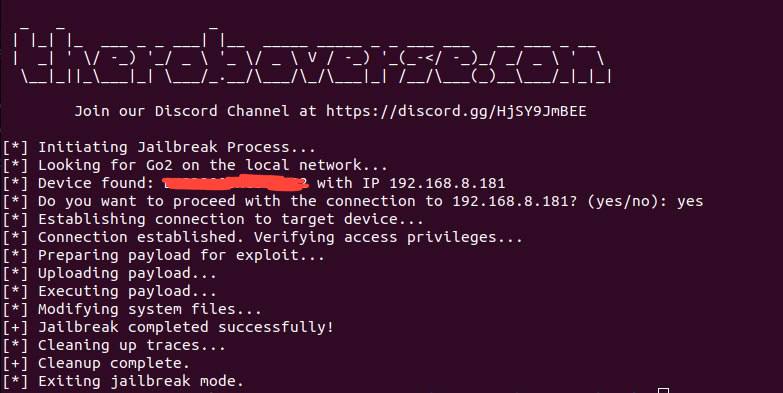 theroboverse.com
Join our Discord Channel at https://discord.gg/HjSY9JmBEE
[*] Initiating Jailbreak Process...
[*] Looking for Go2 on the local network...
[*] Device found: with IP 192.168.8.181
[*] Do you want to proceed with the connection to 192.168.8.181? (yes/no): yes
[*] Establishing connection to target device...
[*] Connection established. Verifying access privileges...
[*] Preparing payload for exploit...
[*] Uploading payload...
[*] Executing payload...
[*] Modifying system files...
[+] Jailbreak completed successfully!
[*] Cleaning up traces...
[+] Cleanup complete.
[*] Exiting jailbreak mode.